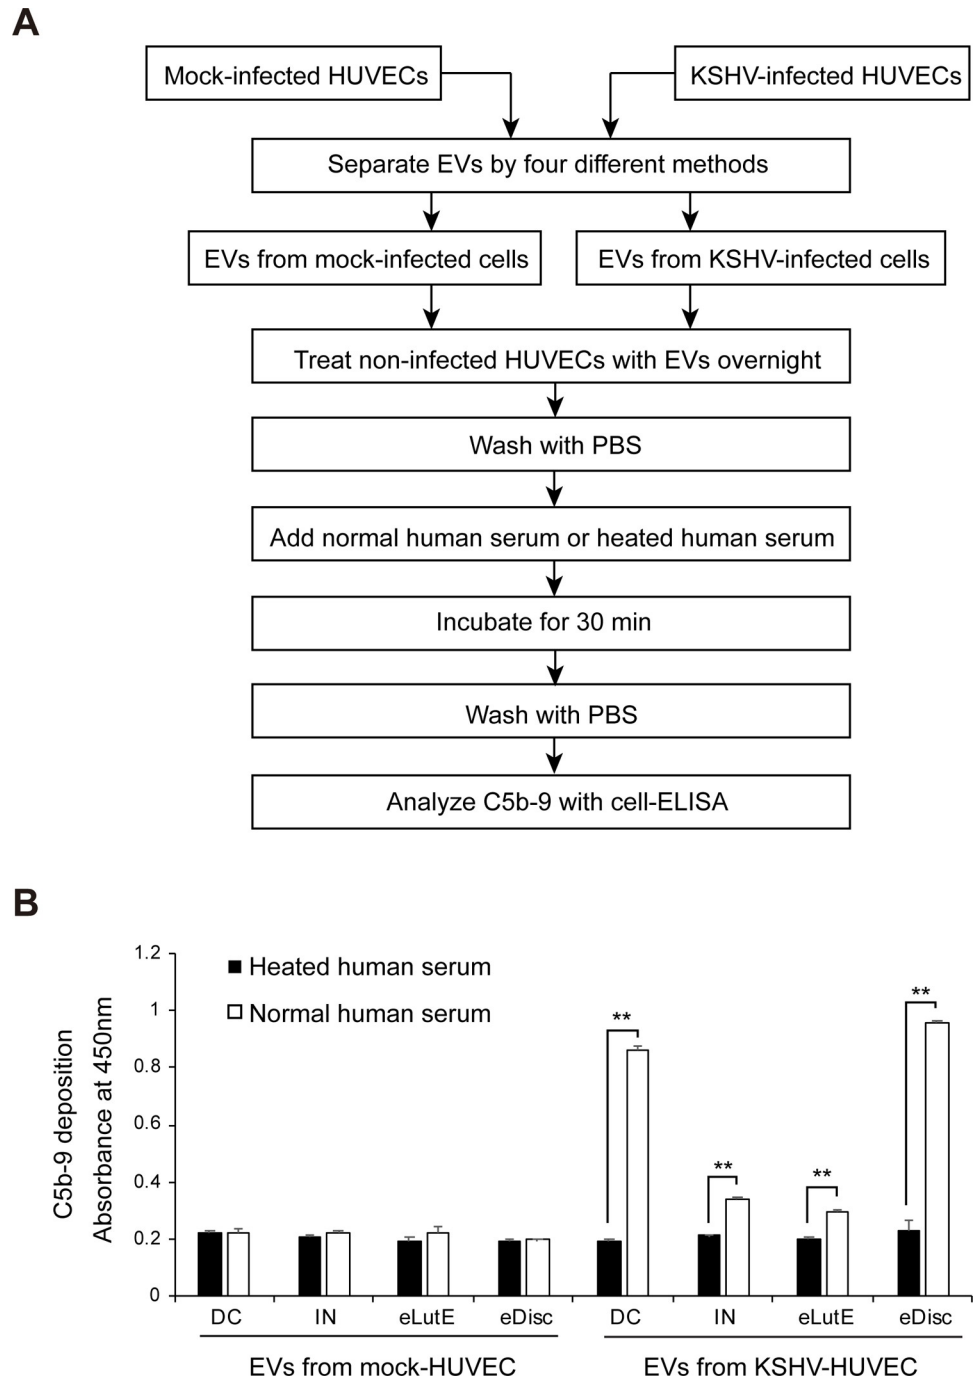 A
Mock-infected HUVECs
KSHV-infected HUVECs
Separate EVs by four different methods
EVs from mock-infected cells
EVs from KSHV-infected cells
Treat non-infected HUVECs with EVs overnight
Wash with PBS
Add normal human serum or heated human serum
Incubate for 30 min
Wash with PBS
Analyze C5b-9 with cell-ELISA
B
C5b-9 deposition
Absorbance at 450nm
1.2
1
0.8
0.6
0.4
0.2
0
Heated human serum
Normal human serum
**
**
**
**
DC
IN
eLutE
eDisc
DC
IN
eLutE
eDisc
EVs from mock-HUVEC
EVs from KSHV-HUVEC